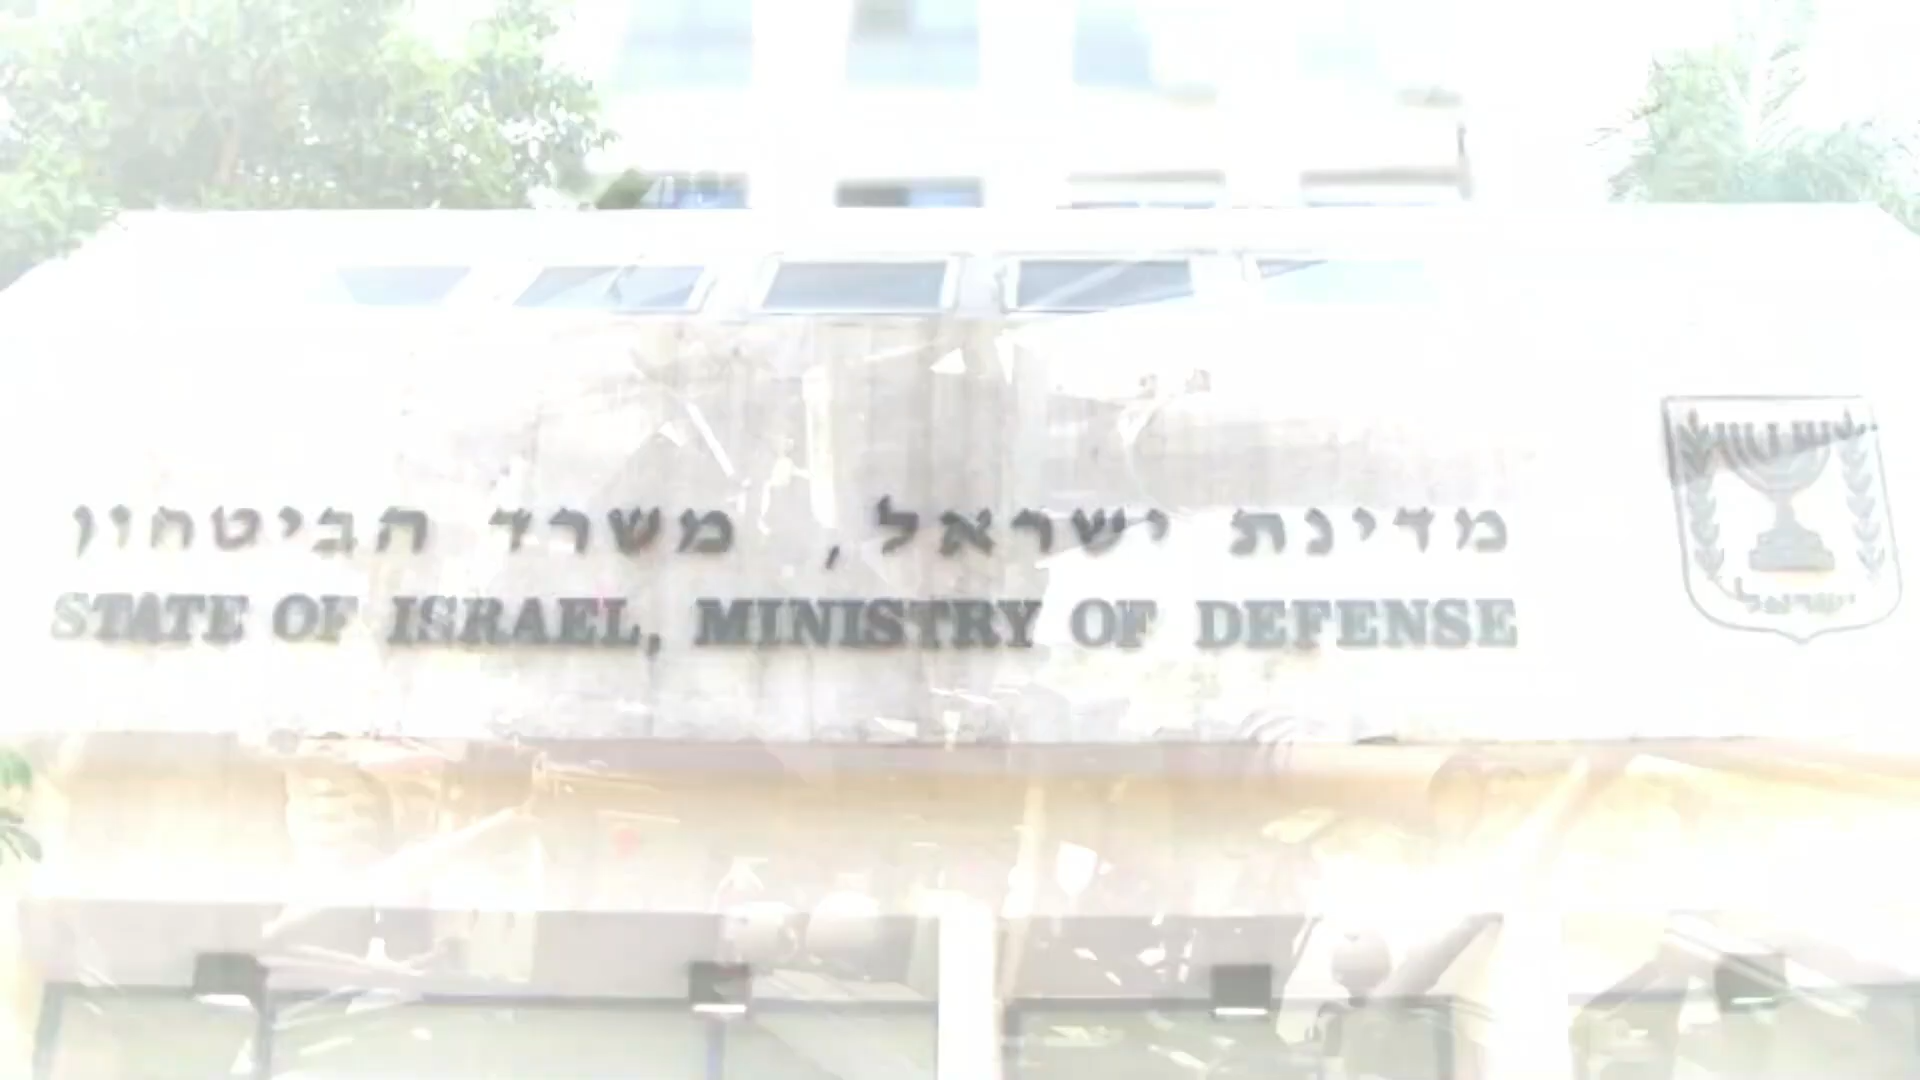 מדינת ישראל, משרד הביטחון
STATE OF ISRAEL, MINISTRY OF DEFENSE
ישראל